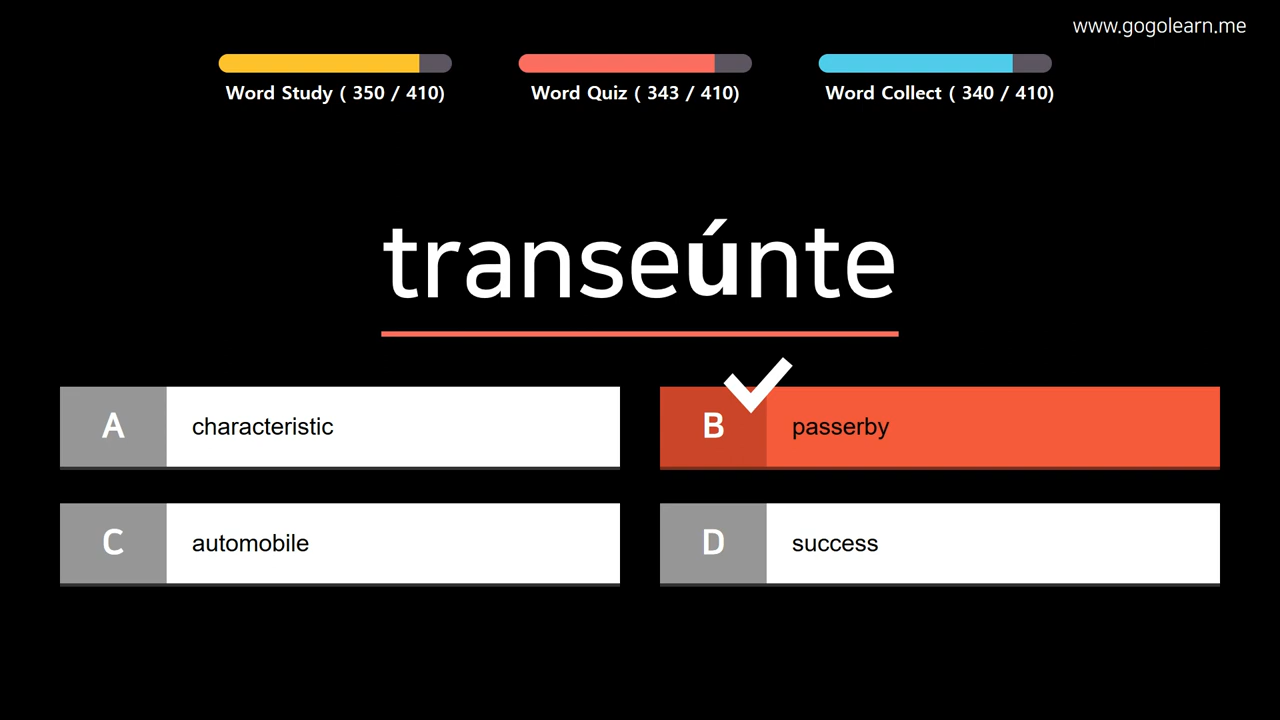 www.gogolearn.me
Word Study ( 350 / 410)
Word Quiz ( 343 / 410)
Word Collect ( 340 / 410)
transeúnte
A characteristic
B passerby
C automobile
D success